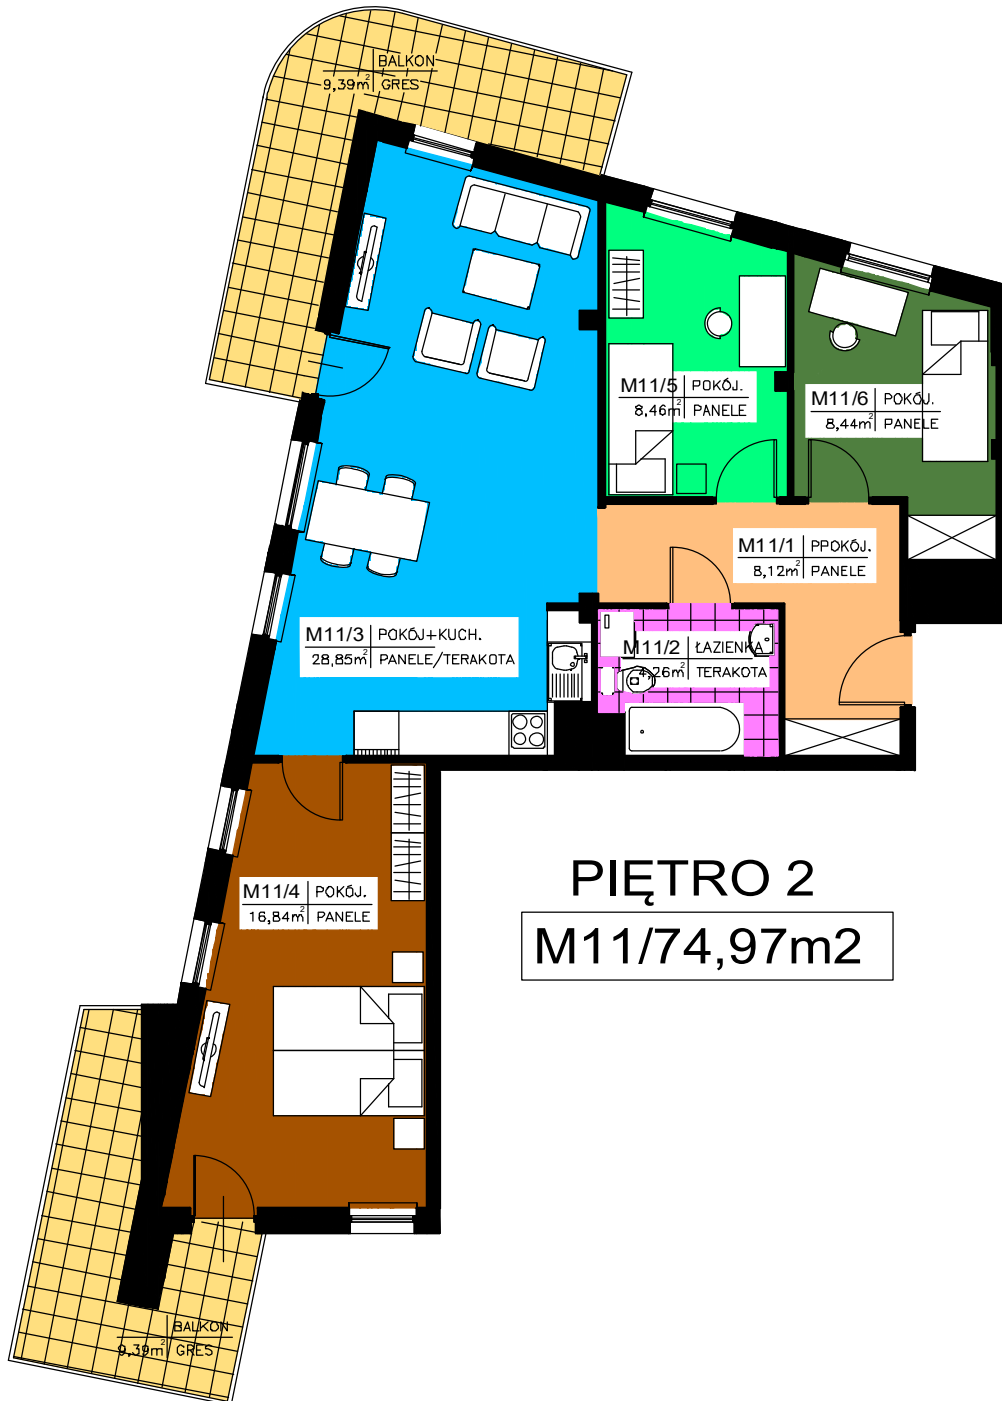 BALKON
9,39m² GRES
M11/5 POKÓJ.
8,46m² PANELE
M11/6 POKÓJ.
8,44m² PANELE
M11/1 PPOKÓJ.
8,12m² PANELE
M11/3 POKÓJ+KUCH.
28,85m² PANELE/TERAKOTA
M11/2 ŁAZIENKA
4,26m² TERAKOTA
M11/4 POKÓJ.
16,84m² PANELE
PIĘTRO 2
M11/74,97m2
BALKON
9,39m² GRES